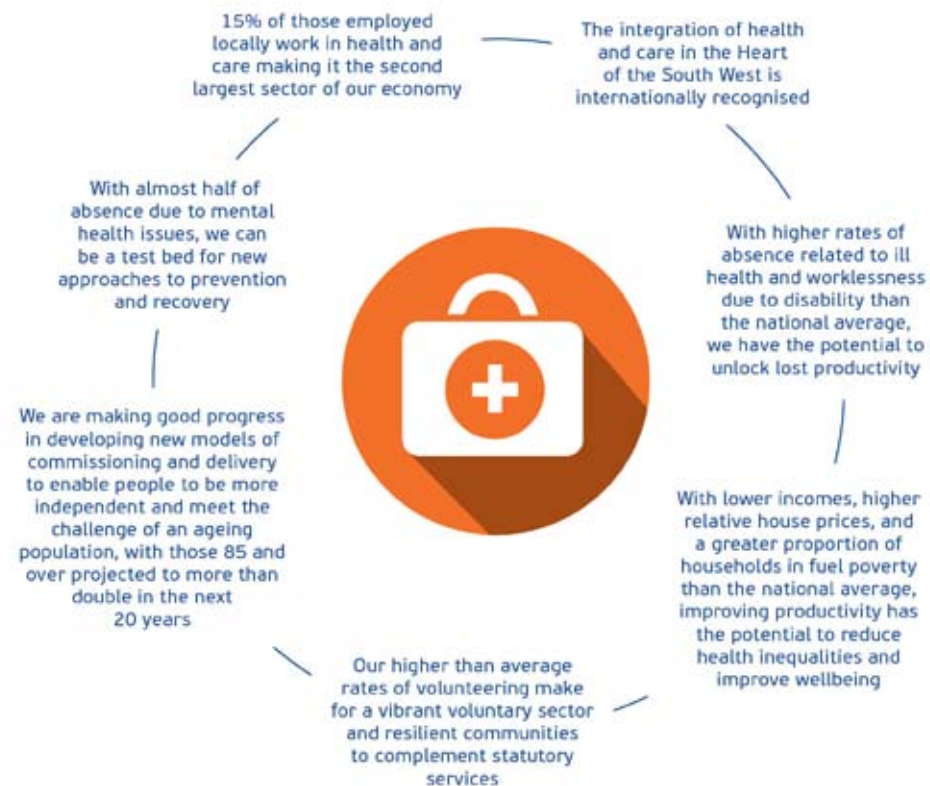 15% of those employed
locally work in health and
care making it the second
largest sector of our economy
The integration of health
and care in the Heart
of the South West is
internationally recognised
With higher rates of
absence related to ill
health and worklessness
due to disability than
the national average,
we have the potential to
unlock lost productivity
With lower incomes, higher
relative house prices, and
a greater proportion of
households in fuel poverty
than the national average,
improving productivity has
the potential to reduce
health inequalities and
improve wellbeing
Our higher than average
rates of volunteering make
for a vibrant voluntary sector
and resilient communities
to complement statutory
services
We are making good progress
in developing new models of
commissioning and delivery
to enable people to be more
independent and meet the
challenge of an ageing
population, with those 85 and
over projected to more than
double in the next
20 years
With almost half of
absence due to mental
health issues, we can
be a test bed for new
approaches to prevention
and recovery